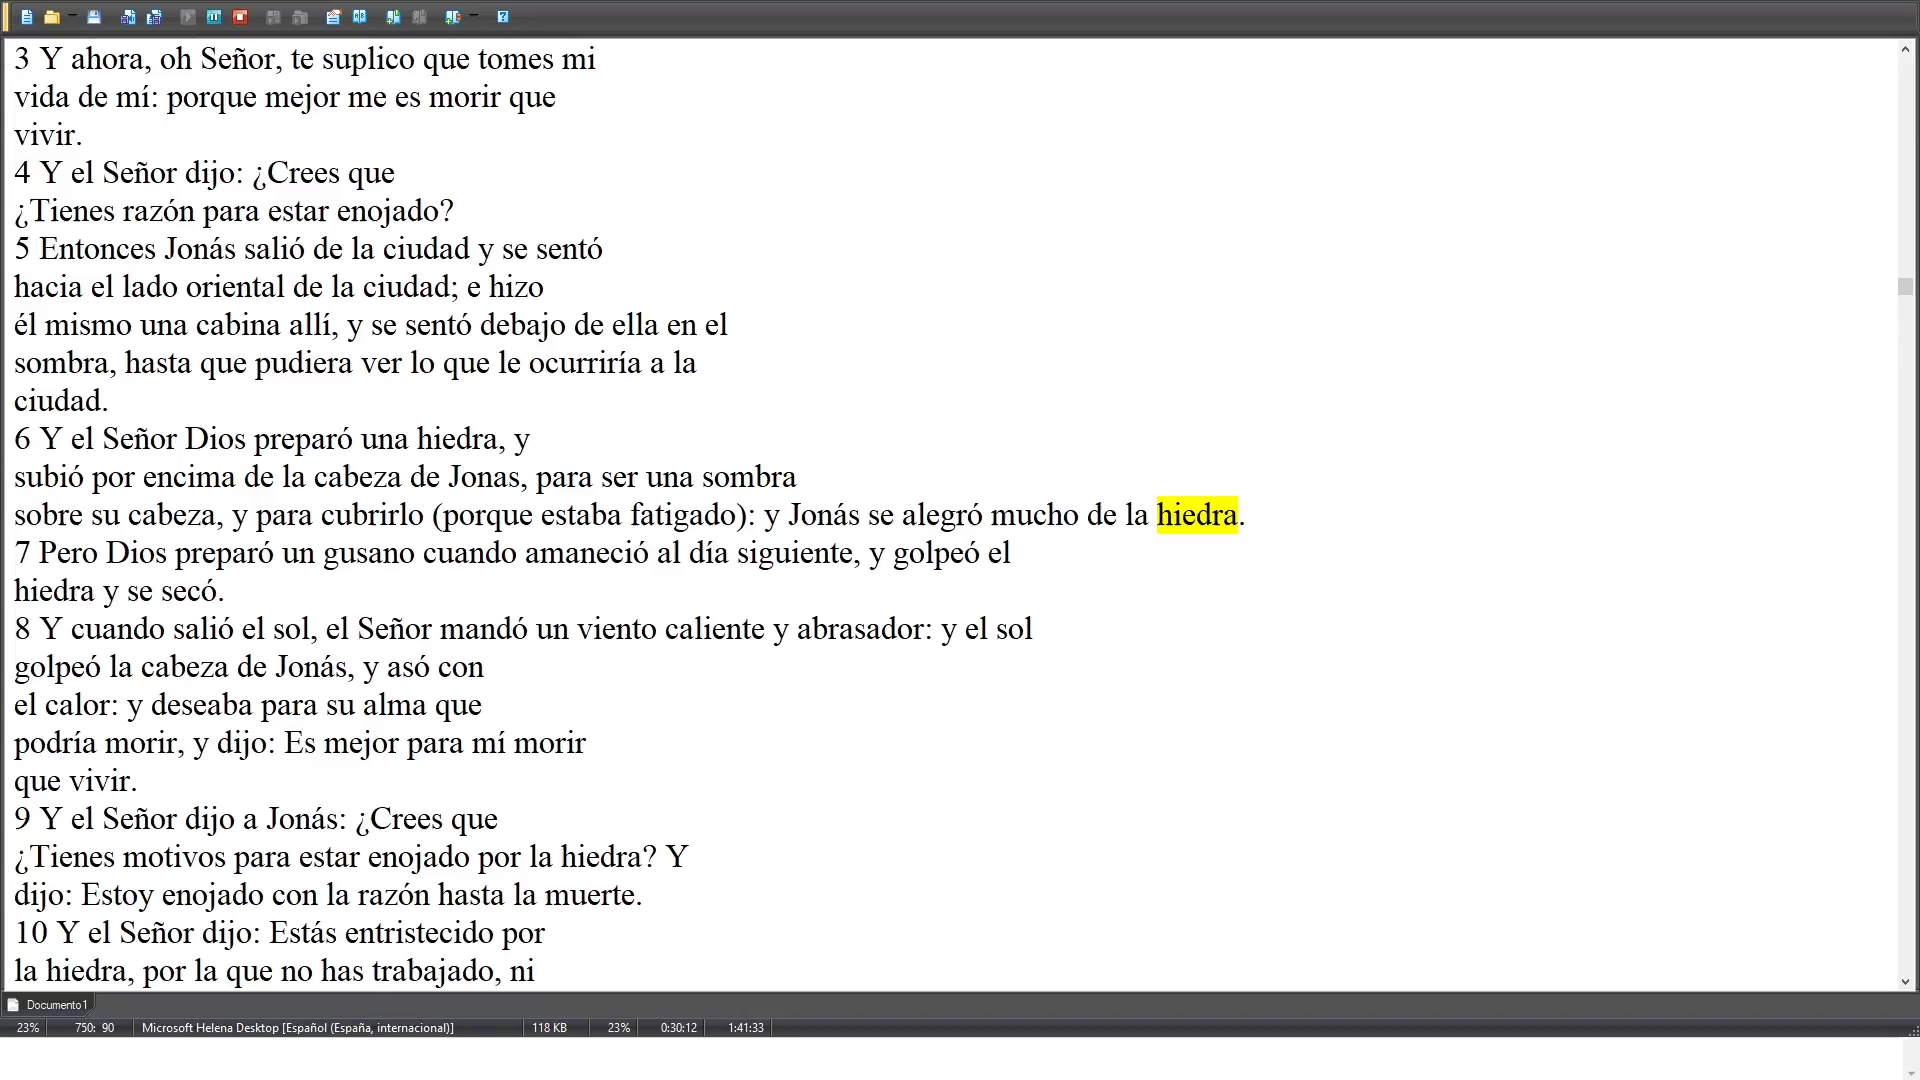 3 Y ahora, oh Señor, te suplico que tomes mi
vida de mí: porque mejor me es morir que
vivir.
4 Y el Señor dijo: ¿Crees que
¿Tienes razón para estar enojado?
5 Entonces Jonás salió de la ciudad y se sentó
hacia el lado oriental de la ciudad; e hizo
él mismo una cabina allí, y se sentó debajo de ella en el
sombra, hasta que pudiera ver lo que le ocurriría a la
ciudad.
6 Y el Señor Dios preparó una hiedra, y
subió por encima de la cabeza de Jonas, para ser una sombra
sobre su cabeza, y para cubrirlo (porque estaba fatigado): y Jonás se alegró mucho de la hiedra.
7 Pero Dios preparó un gusano cuando amaneció al día siguiente, y golpeó el
hiedra y se secó.
8 Y cuando salió el sol, el Señor mandó un viento caliente y abrasador: y el sol
golpeó la cabeza de Jonás, y asó con
el calor: y deseaba para su alma que
podría morir, y dijo: Es mejor para mí morir
que vivir.
9 Y el Señor dijo a Jonás: ¿Crees que
¿Tienes motivos para estar enojado por la hiedra? Y
dijo: Estoy enojado con la razón hasta la muerte.
10 Y el Señor dijo: Estás entristecido por
la hiedra, por la que no has trabajado, ni
Documento1
23% 750: 90 Microsoft Helena Desktop [Español (España, internacional)] 118 KB 23% 0:30:12 1:41:33